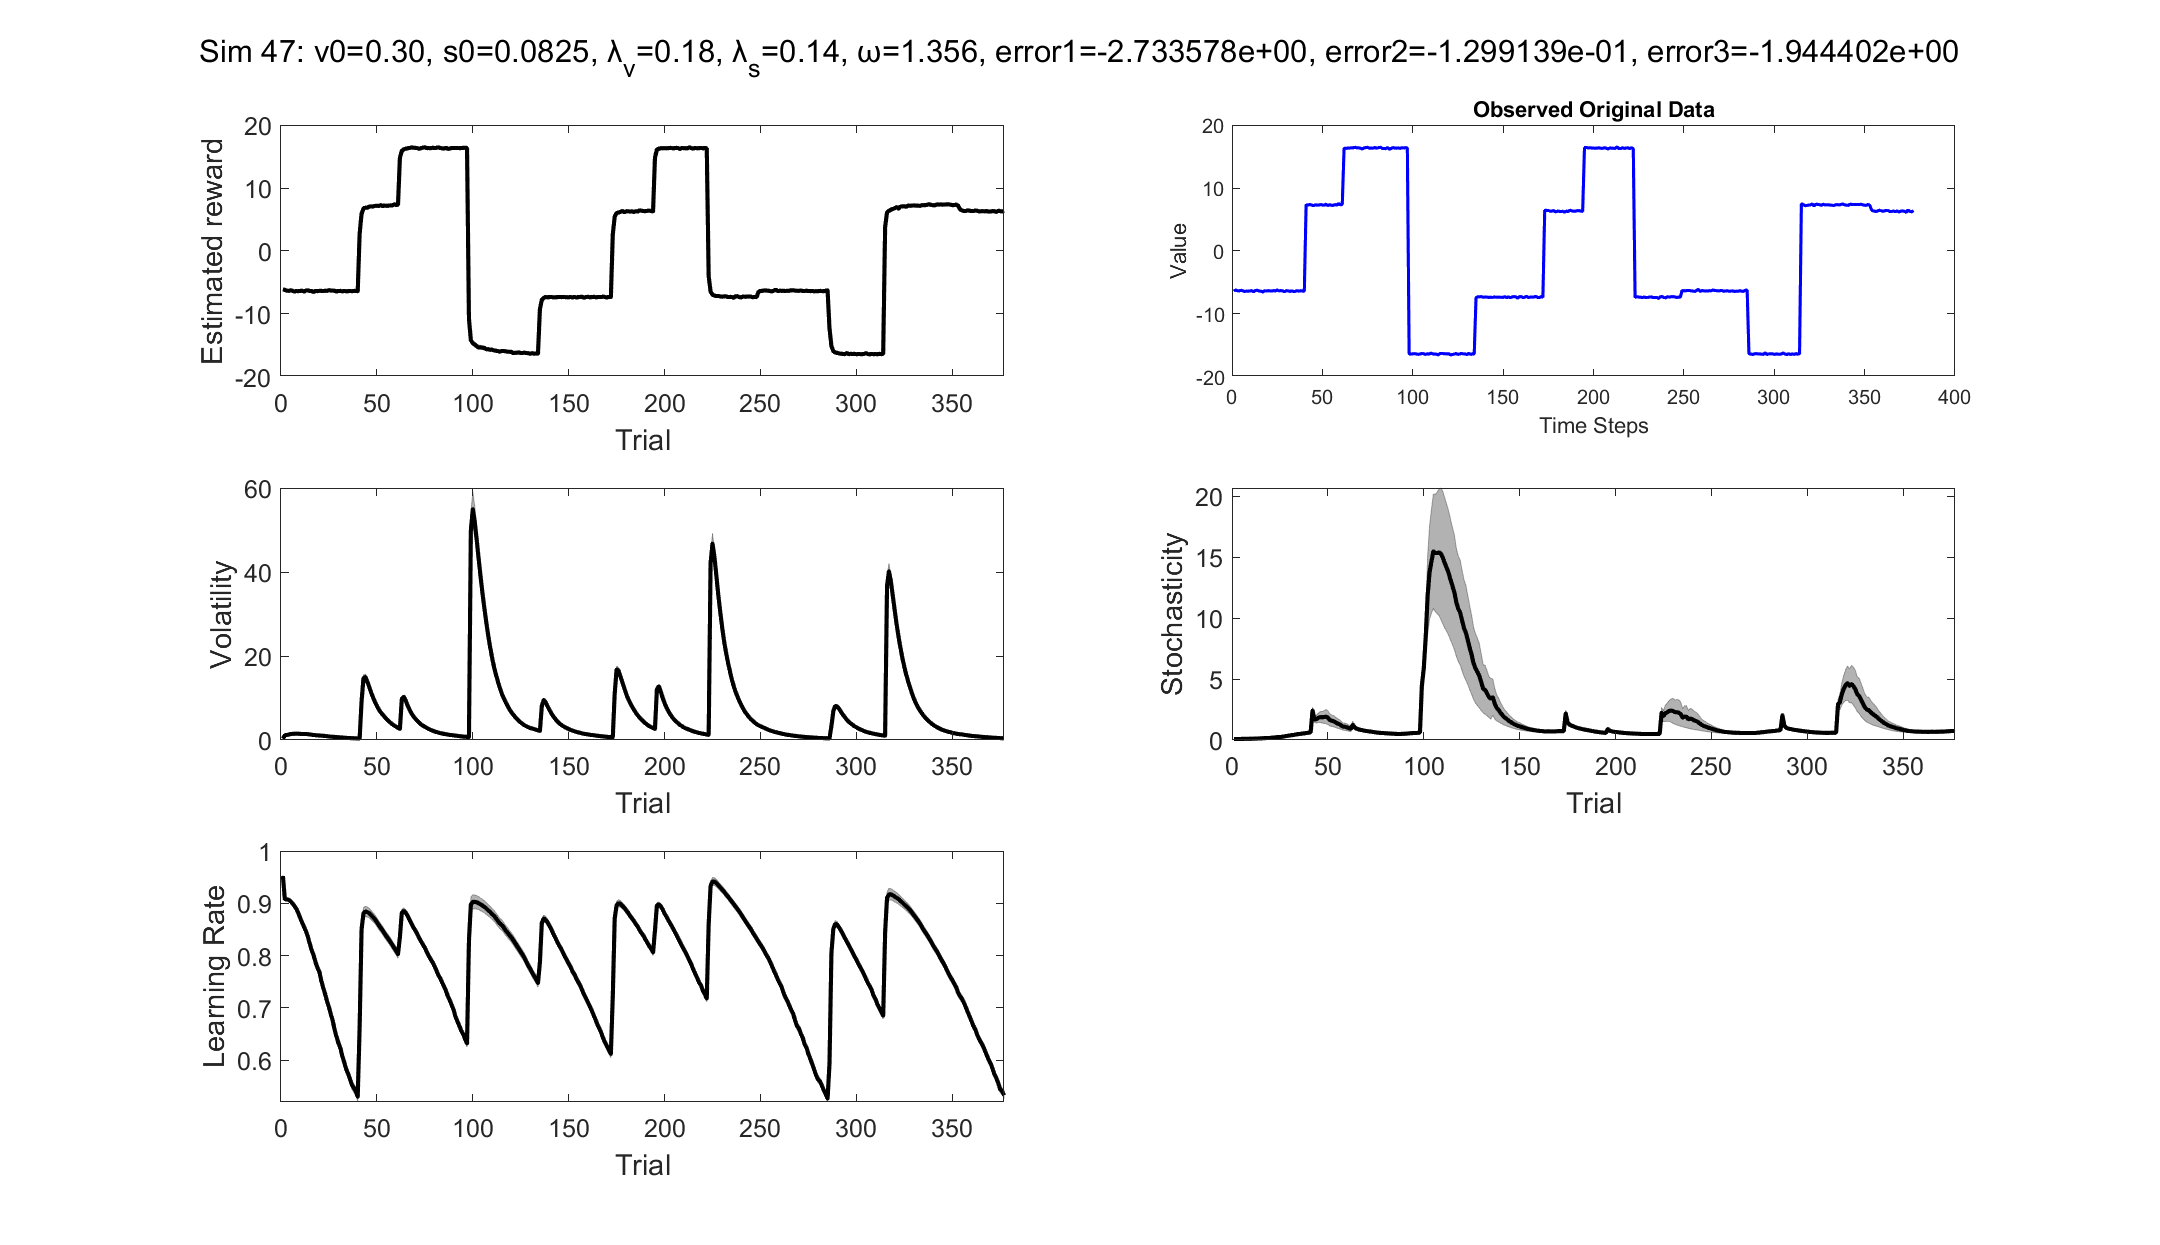 Sim 47: v0=0.30, s0=0.0825, λv=0.18, λs=0.14, ω=1.356, error1=-2.733578e+00, error2=-1.299139e-01, error3=-1.944402e+00
Estimated reward
20
10
0
-10
-20
0 50 100 150 200 250 300 350
Trial
Observed Original Data
Value
20
10
0
-10
-20
0 50 100 150 200 250 300 350 400
Time Steps
Volatility
60
40
20
0
0 50 100 150 200 250 300 350
Trial
Stochasticity
20
15
10
5
0
0 50 100 150 200 250 300 350
Trial
Learning Rate
1
0.9
0.8
0.7
0.6
0 50 100 150 200 250 300 350
Trial